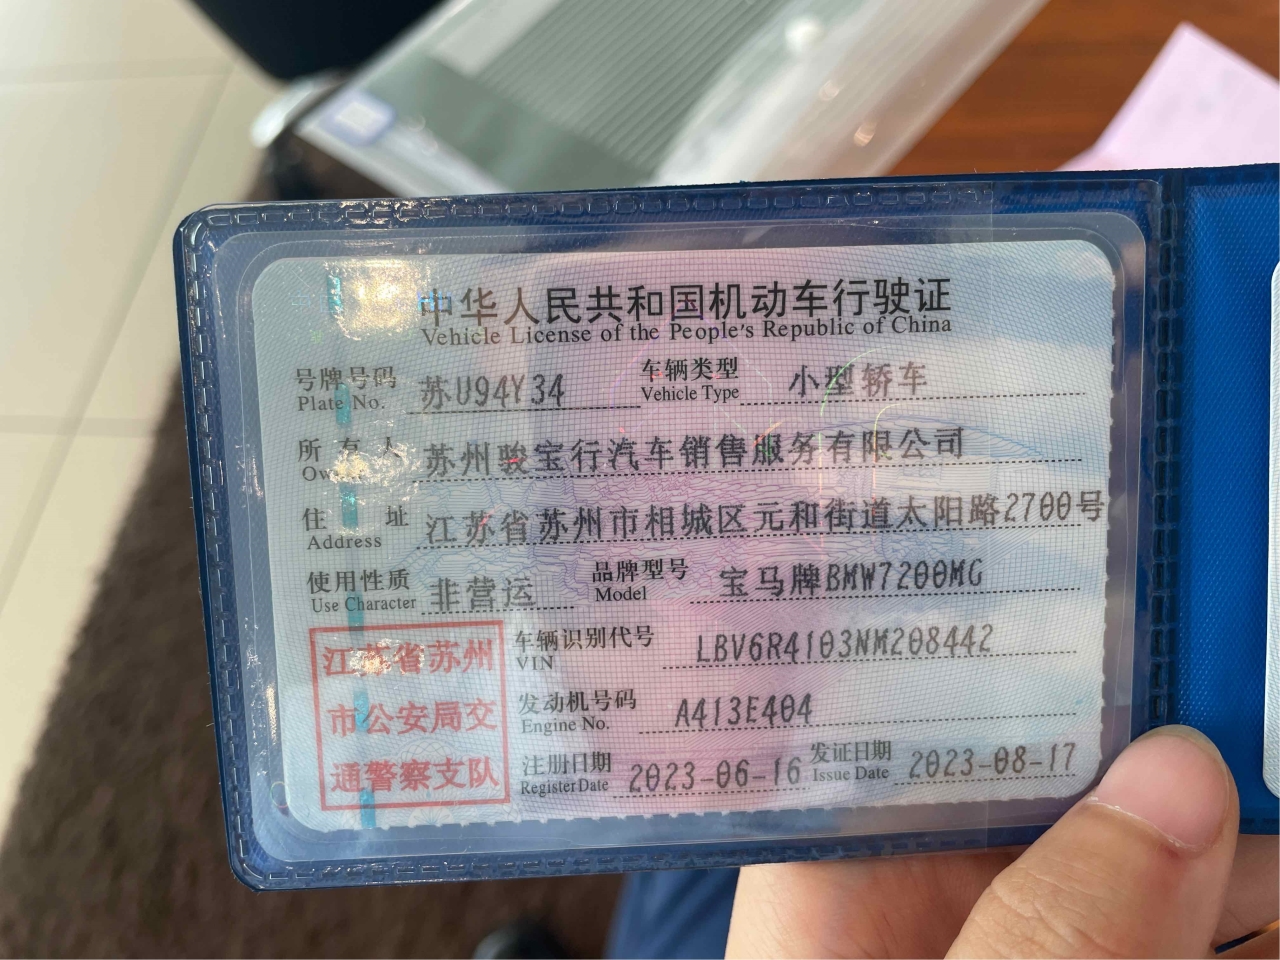 中华人民共和国机动车行驶证
Vehicle License of the People's Republic of China
号牌号码 苏U94Y34 车辆类型 小型轿车
Plate No. Vehicle Type
所有人 苏州骏宝行汽车销售服务有限公司
Owner
住址 江苏省苏州市相城区元和街道太阳路2700号
Address
使用性质 非营运 品牌型号 宝马牌BMW7200MG
Use Character Model
江苏省苏州
市公安局交
通警察支队
车辆识别代号 LBV6R4103NM208442
VIN
发动机号码 A413E404
Engine No.
注册日期 2023-06-16 发证日期 2023-08-17
Register Date Issue Date